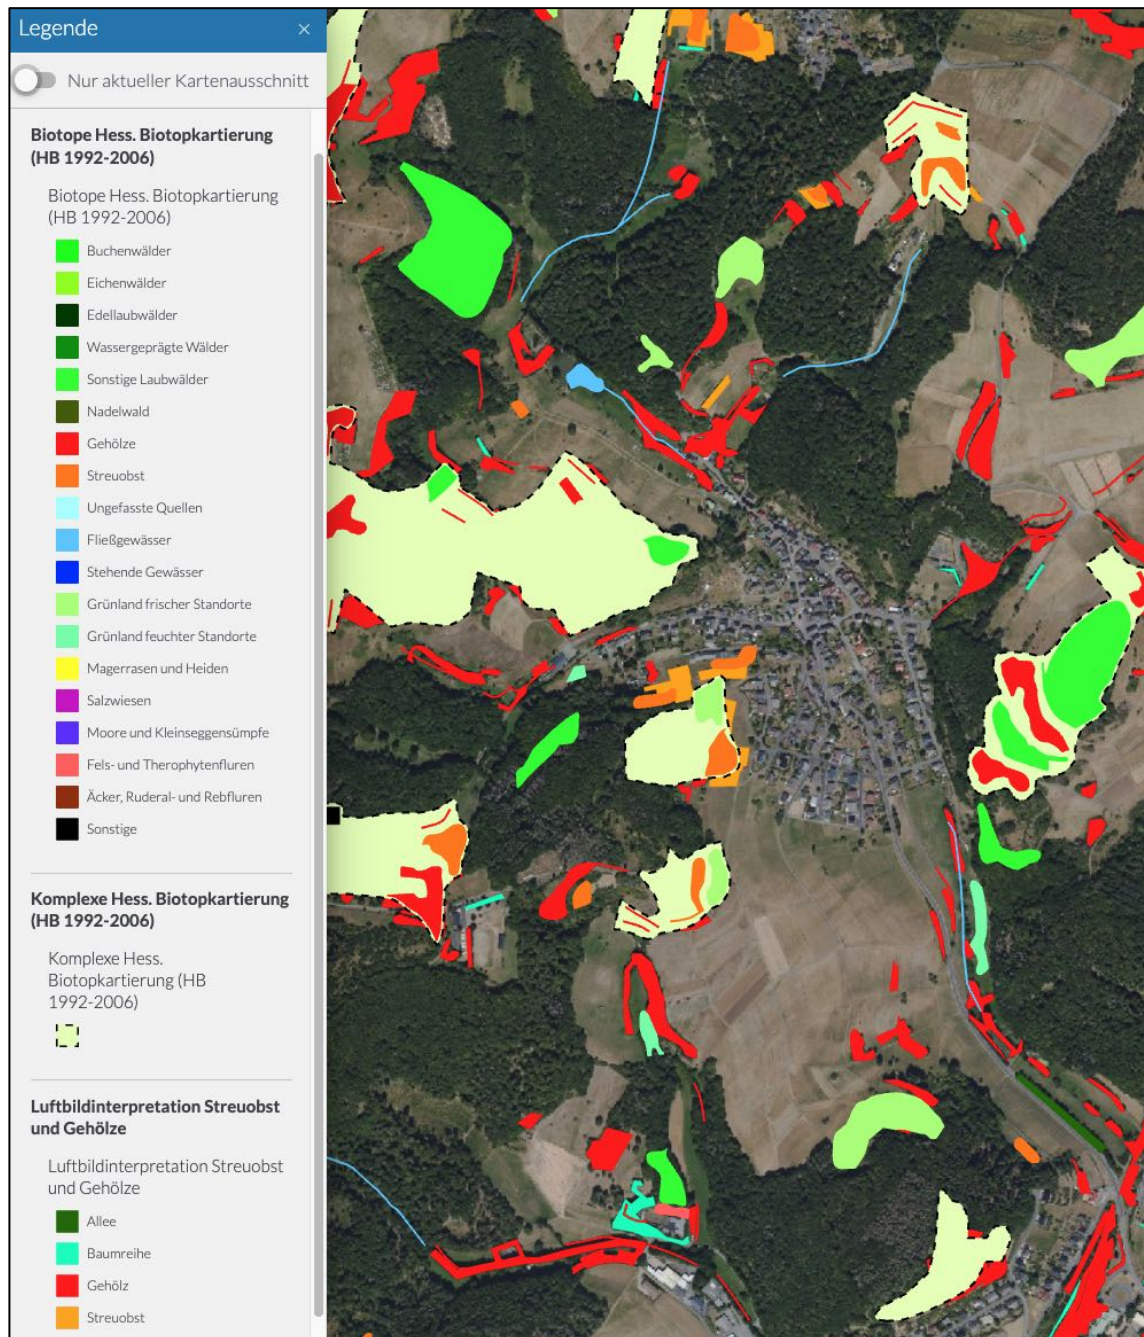 Legende ×
Nur aktueller Kartenausschnitt
Biotope Hess. Biotopkartierung
(HB 1992-2006)
Biotope Hess. Biotopkartierung
(HB 1992-2006)
Buchenwälder
Eichenwälder
Edellaubwälder
Wassergeprägte Wälder
Sonstige Laubwälder
Nadelwald
Gehölze
Streuobst
Ungefasste Quellen
Fließgewässer
Stehende Gewässer
Grünland frischer Standorte
Grünland feuchter Standorte
Magerrasen und Heiden
Salzwiesen
Moore und Kleinseggensümpfe
Fels- und Therophytenfluren
Äcker, Ruderal- und Rebfluren
Sonstige
Komplexe Hess. Biotopkartierung
(HB 1992-2006)
Komplexe Hess.
Biotopkartierung (HB
1992-2006)
Luftbildinterpretation Streuobst
und Gehölze
Luftbildinterpretation Streuobst
und Gehölze
Allee
Baumreihe
Gehölz
Streuobst